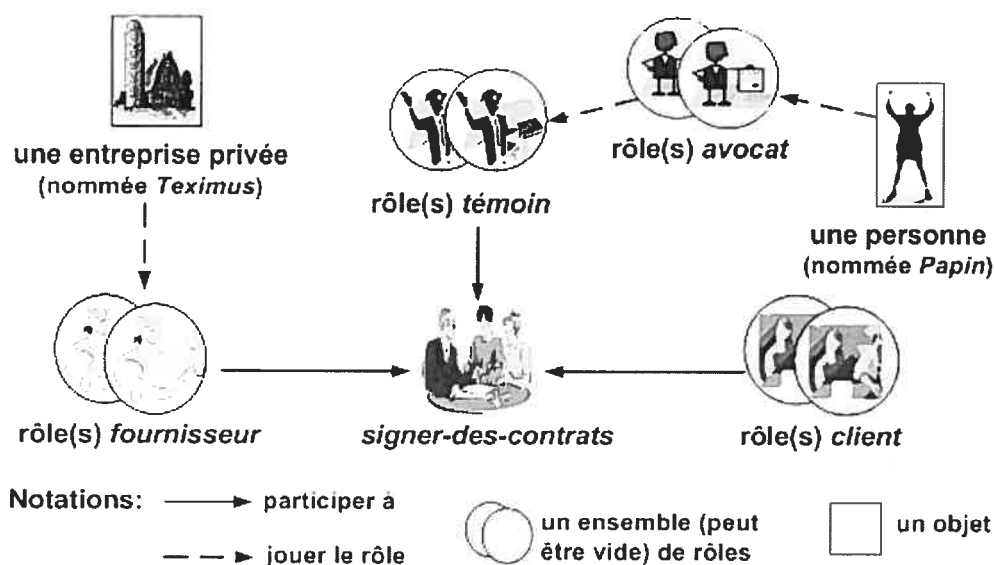 une entreprise privée
(nommée Teximus)
rôle(s) témoin
rôle(s) avocat
une personne
(nommée Papin)
rôle(s) fournisseur
signer-des-contrats
rôle(s) client
Notations:
participer à
jouer le rôle
un ensemble (peut
être vide) de rôles
un objet